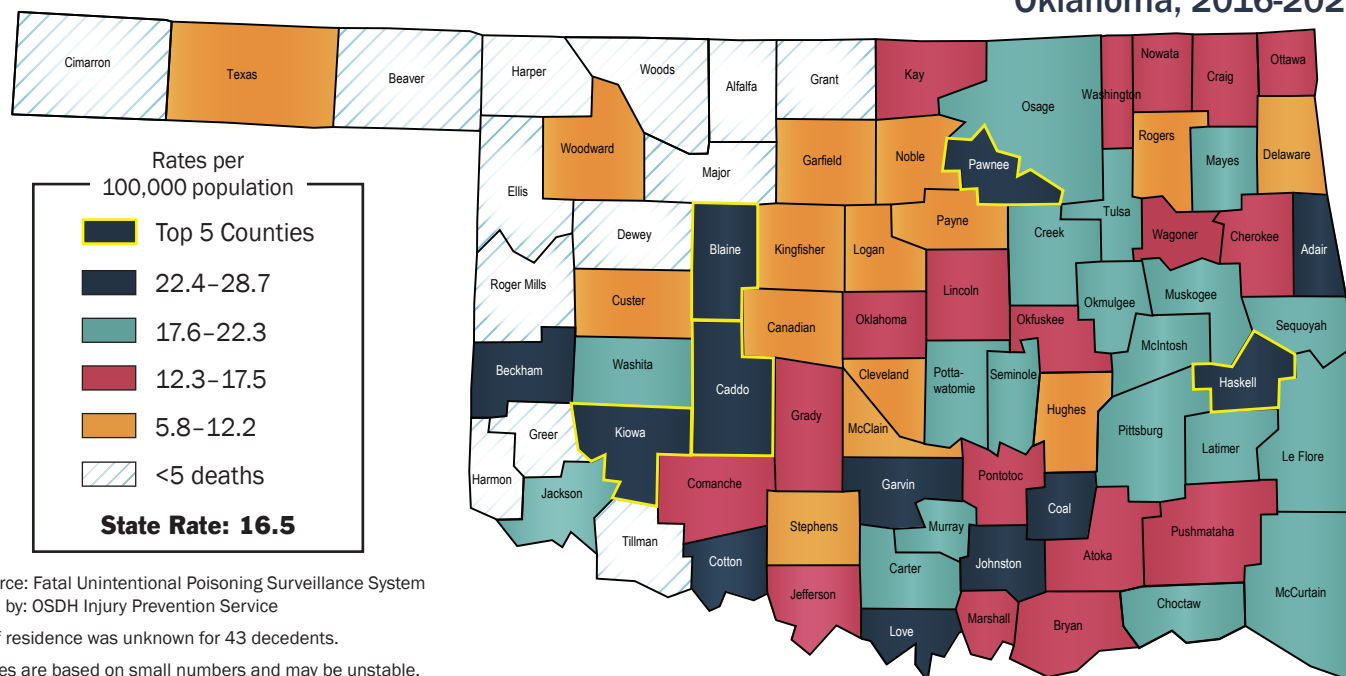 Oklahoma, 2016-202
Cimarron
Texas
Beaver
Harper
Woods
Alfalfa
Grant
Kay
Osage
Washington
Nowata
Craig
Ottawa
Woodward
Ellis
Major
Garfield
Noble
Pawnee
Rogers
Mayes
Delaware
Dewey
Blaine
Kingfisher
Logan
Payne
Creek
Tulsa
Wagoner
Cherokee
Adair
Roger Mills
Custer
Canadian
Oklahoma
Lincoln
Okfuskee
Okmulgee
Muskogee
Sequoyah
McIntosh
Beckham
Washita
Caddo
Grady
Cleveland
McClain
Potta-
watomie
Seminole
Hughes
Pittsburg
Haskell
Latimer
Le Flore
Greer
Kiowa
Harmon
Jackson
Comanche
Tillman
Cotton
Stephens
Jefferson
Garvin
Murray
Carter
Love
Pontotoc
Johnston
Marshall
Coal
Atoka
Bryan
Pushmataha
Choctaw
McCurtain
Rates per
100,000 population
Top 5 Counties
22.4–28.7
17.6–22.3
12.3–17.5
5.8–12.2
<5 deaths
State Rate: 16.5
rce: Fatal Unintentional Poisoning Surveillance System
by: OSDH Injury Prevention Service
f residence was unknown for 43 decedents.
es are based on small numbers and may be unstable.